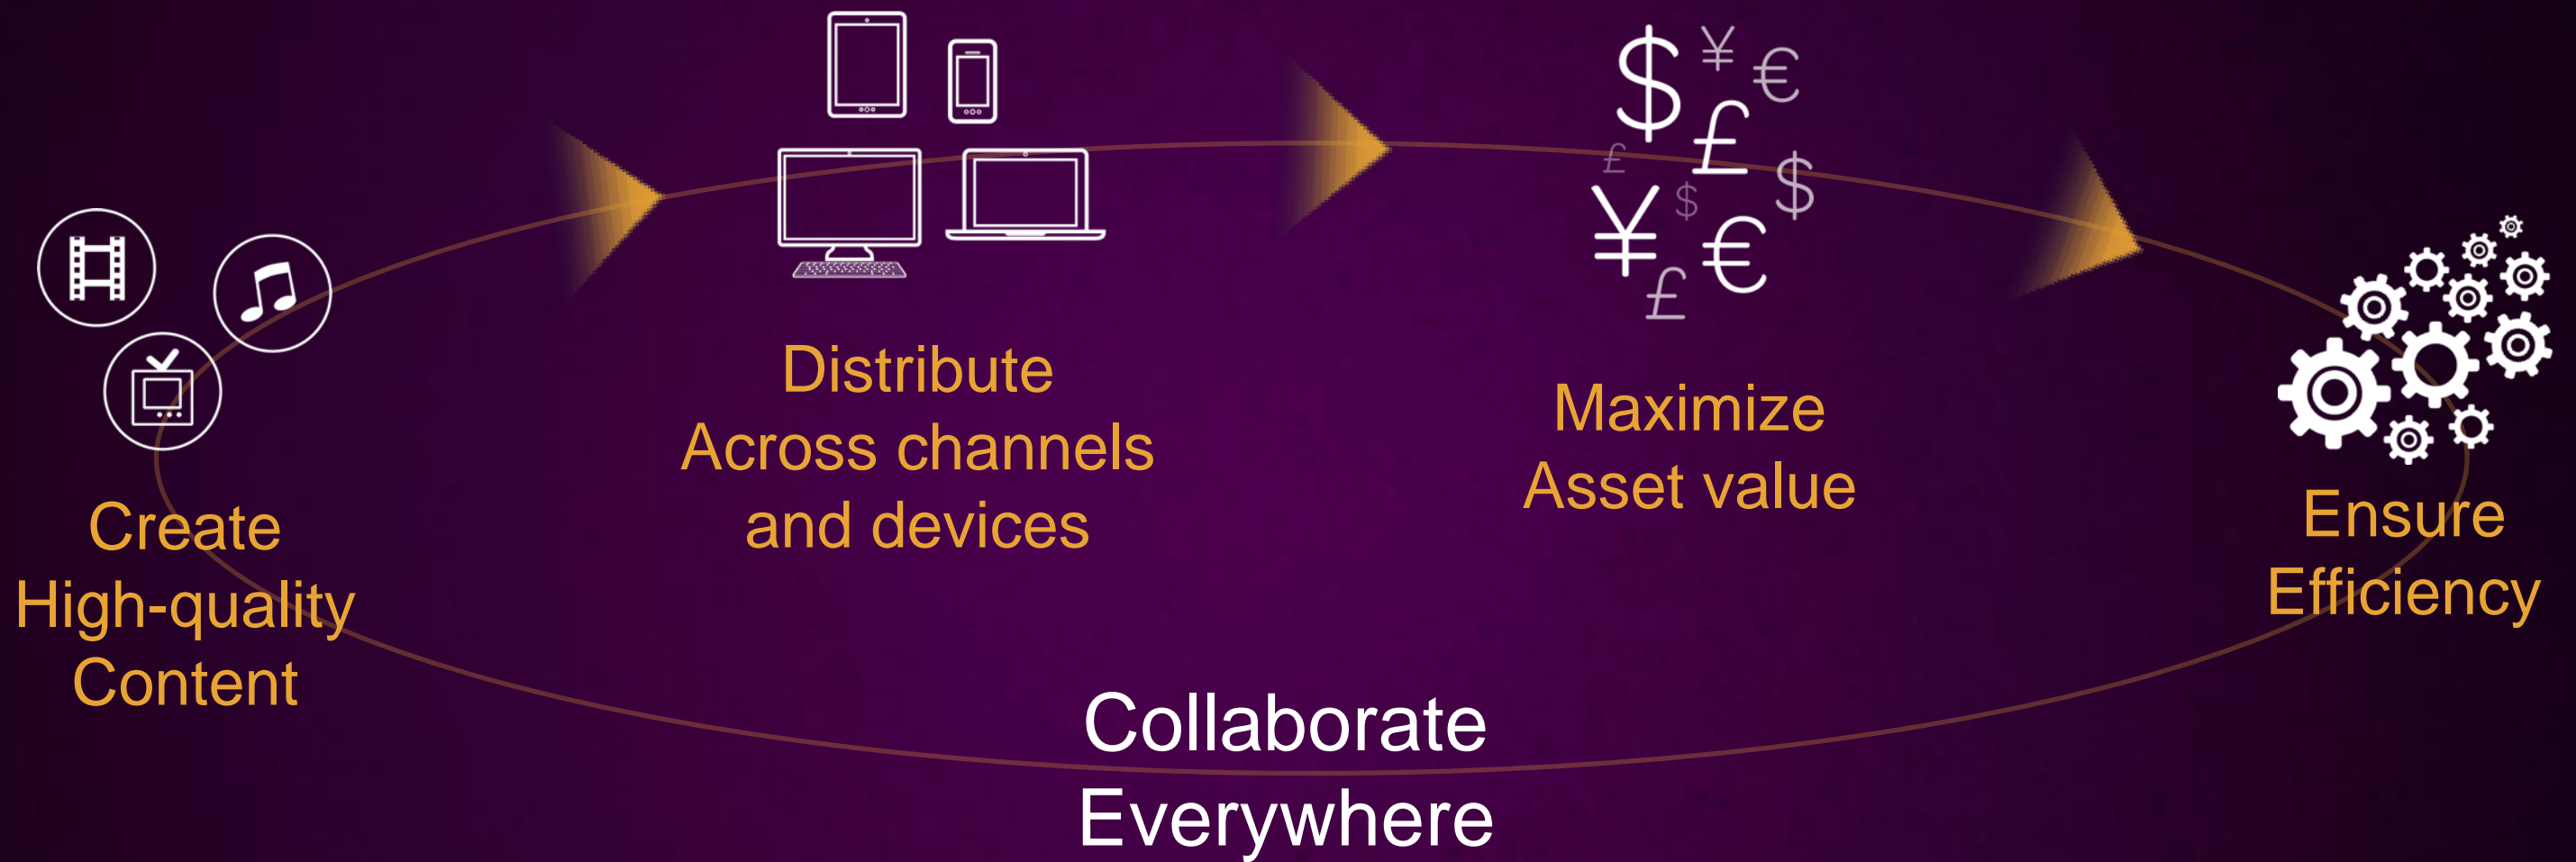 Create
High-quality
Content
Distribute
Across channels
and devices
Maximize
Asset value
Ensure
Efficiency
Collaborate
Everywhere